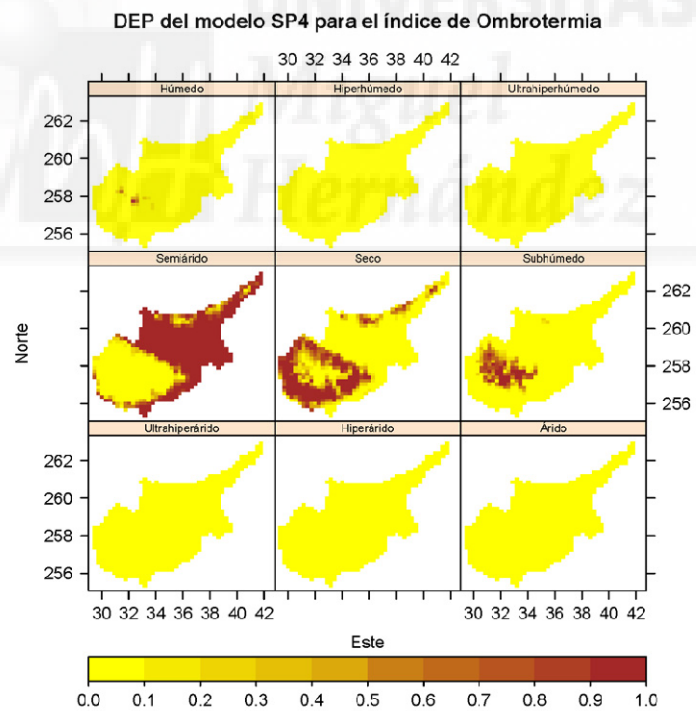 DEP del modelo SP4 para el índice de Ombrotermia
30 32 34 36 38 40 42
Húmedo Hiperhúmedo Ultrahiperhúmedo
262
260
258
256
Miguel
Hernández
Semiárido Seco Subhúmedo
262
260
258
256
Norte
Ultrahiperárido Hiperárido Árido
262
260
258
256
30 32 34 36 38 40 42 30 32 34 36 38 40 42
Este
0.0 0.1 0.2 0.3 0.4 0.5 0.6 0.7 0.8 0.9 1.0